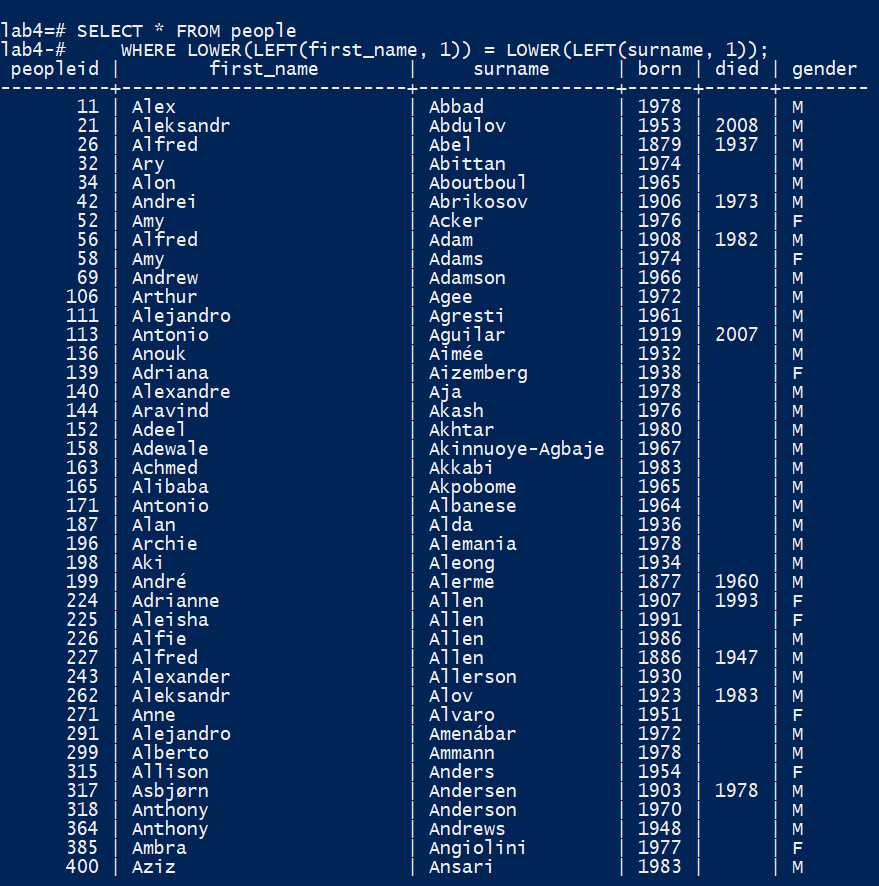 lab4=# SELECT * FROM people
lab4-#     WHERE LOWER(LEFT(first_name, 1)) = LOWER(LEFT(surname, 1));
 peopleid |        first_name        |     surname      | born | died | gender
----------+--------------------------+------------------+------+------+--------
       11 | Alex                     | Abbad            | 1978 |      | M
       21 | Aleksandr                | Abdulov          | 1953 | 2008 | M
       26 | Alfred                   | Abel             | 1879 | 1937 | M
       32 | Ary                      | Abittan          | 1974 |      | M
       34 | Alon                     | Aboutboul        | 1965 |      | M
       42 | Andrei                   | Abrikosov        | 1906 | 1973 | M
       52 | Amy                      | Acker            | 1976 |      | F
       56 | Alfred                   | Adam             | 1908 | 1982 | M
       58 | Amy                      | Adams            | 1974 |      | F
       69 | Andrew                   | Adamson          | 1966 |      | M
      106 | Arthur                   | Agee             | 1972 |      | M
      111 | Alejandro                | Agresti          | 1961 |      | M
      113 | Antonio                  | Aguilar          | 1919 | 2007 | M
      136 | Anouk                    | Aimée            | 1932 |      | M
      139 | Adriana                  | Aizemberg        | 1938 |      | F
      140 | Alexandre                | Aja              | 1978 |      | M
      144 | Aravind                  | Akash            | 1976 |      | M
      152 | Adeel                    | Akhtar           | 1980 |      | M
      158 | Adewale                  | Akinnuoye-Agbaje | 1967 |      | M
      163 | Achmed                   | Akkabi           | 1983 |      | M
      165 | Alibaba                  | Akpobome         | 1965 |      | M
      171 | Antonio                  | Albanese         | 1964 |      | M
      187 | Alan                     | Alda             | 1936 |      | M
      196 | Archie                   | Alemania         | 1978 |      | M
      198 | Aki                      | Aleong           | 1934 |      | M
      199 | André                    | Alerme           | 1877 | 1960 | M
      224 | Adrianne                 | Allen            | 1907 | 1993 | F
      225 | Aleisha                  | Allen            | 1991 |      | F
      226 | Alfie                    | Allen            | 1986 |      | M
      227 | Alfred                   | Allen            | 1886 | 1947 | M
      243 | Alexander                | Allerson         | 1930 |      | M
      262 | Aleksandr                | Alov             | 1923 | 1983 | M
      271 | Anne                     | Alvaro           | 1951 |      | F
      291 | Alejandro                | Amenábar         | 1972 |      | M
      299 | Alberto                  | Ammann           | 1978 |      | M
      315 | Allison                  | Anders           | 1954 |      | F
      317 | Asbjørn                  | Andersen         | 1903 | 1978 | M
      318 | Anthony                  | Anderson         | 1970 |      | M
      364 | Anthony                  | Andrews          | 1948 |      | M
      385 | Ambra                    | Angiolini        | 1977 |      | F
      400 | Aziz                     | Ansari           | 1983 |      | M